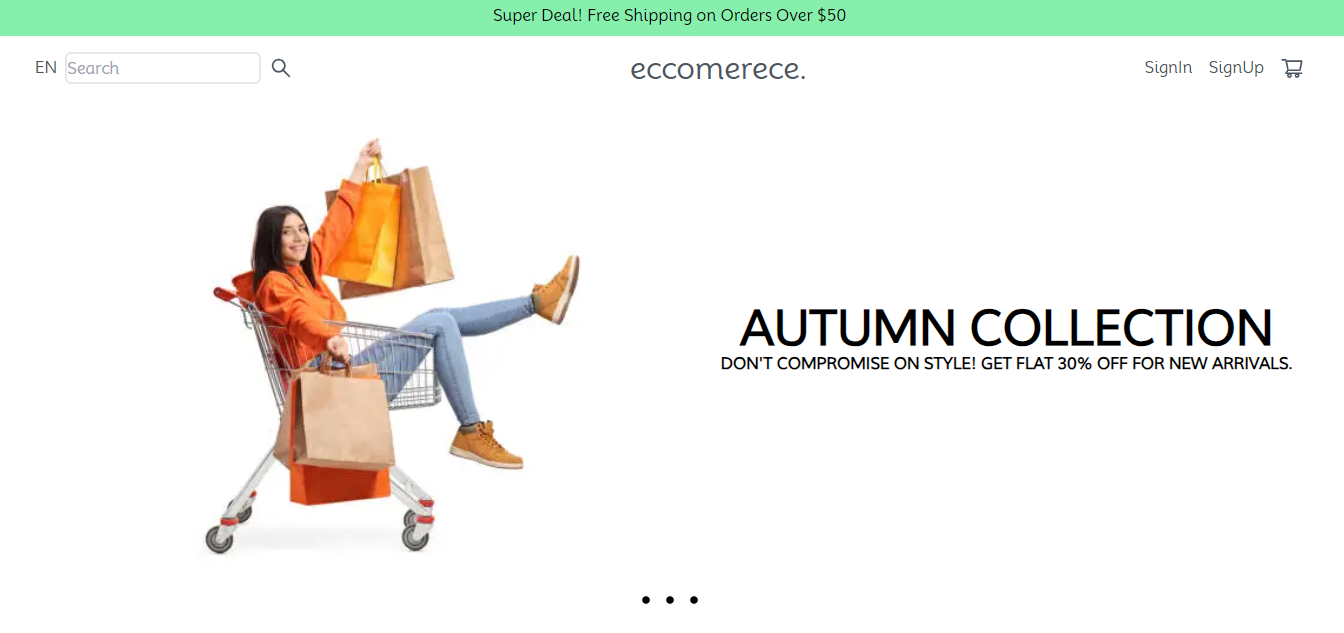 Super Deal! Free Shipping on Orders Over $50
EN Search
eccomerece.
SignIn SignUp
AUTUMN COLLECTION
DON'T COMPROMISE ON STYLE! GET FLAT 30% OFF FOR NEW ARRIVALS.